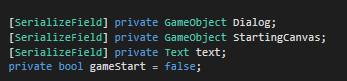 [SerializeField] private GameObject Dialog;
[SerializeField] private GameObject StartingCanvas;
[SerializeField] private Text text;
private bool gameStart = false;